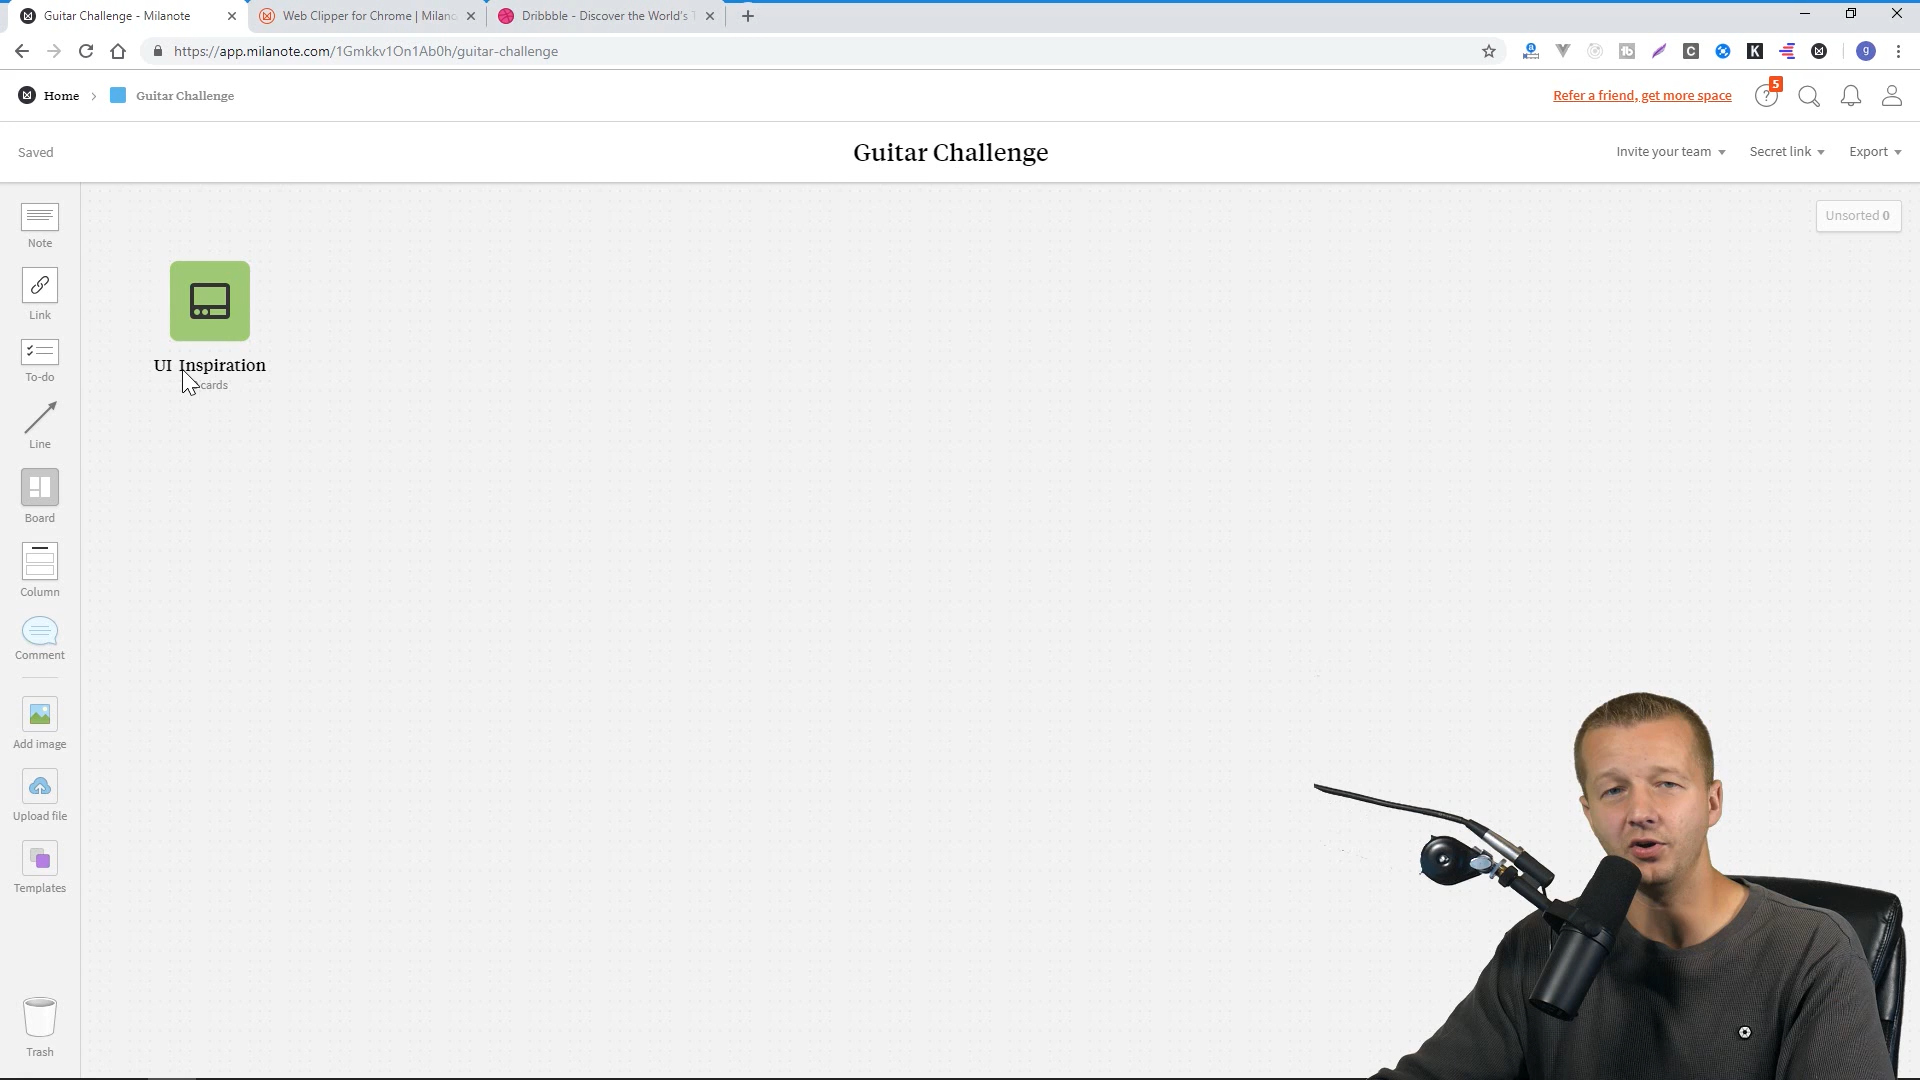 Guitar Challenge - Milanote
Web Clipper for Chrome | Milan
Dribbble - Discover the World's
https://app.milanote.com/1Gmkkv1On1Ab0h/guitar-challenge
Home > Guitar Challenge
Refer a friend, get more space
5
Saved
Guitar Challenge
Invite your team
Secret link
Export
Unsorted 0
Note
Link
To-do
Line
Board
Column
Comment
Add image
Upload file
Templates
Trash
UI Inspiration
cards